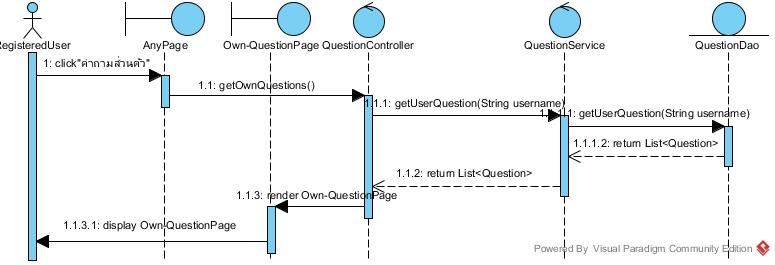 RegisteredUser
AnyPage
Own-QuestionPage
QuestionController
QuestionService
QuestionDao
1: click"คำถามส่วนตัว"
1.1: getOwnQuestions()
1.1.1: getUserQuestion(String username)
1.1.1.1: getUserQuestion(String username)
1.1.1.2: return List<Question>
1.1.2: return List<Question>
1.1.3: render Own-QuestionPage
1.1.3.1: display Own-QuestionPage
Powered By Visual Paradigm Community Edition